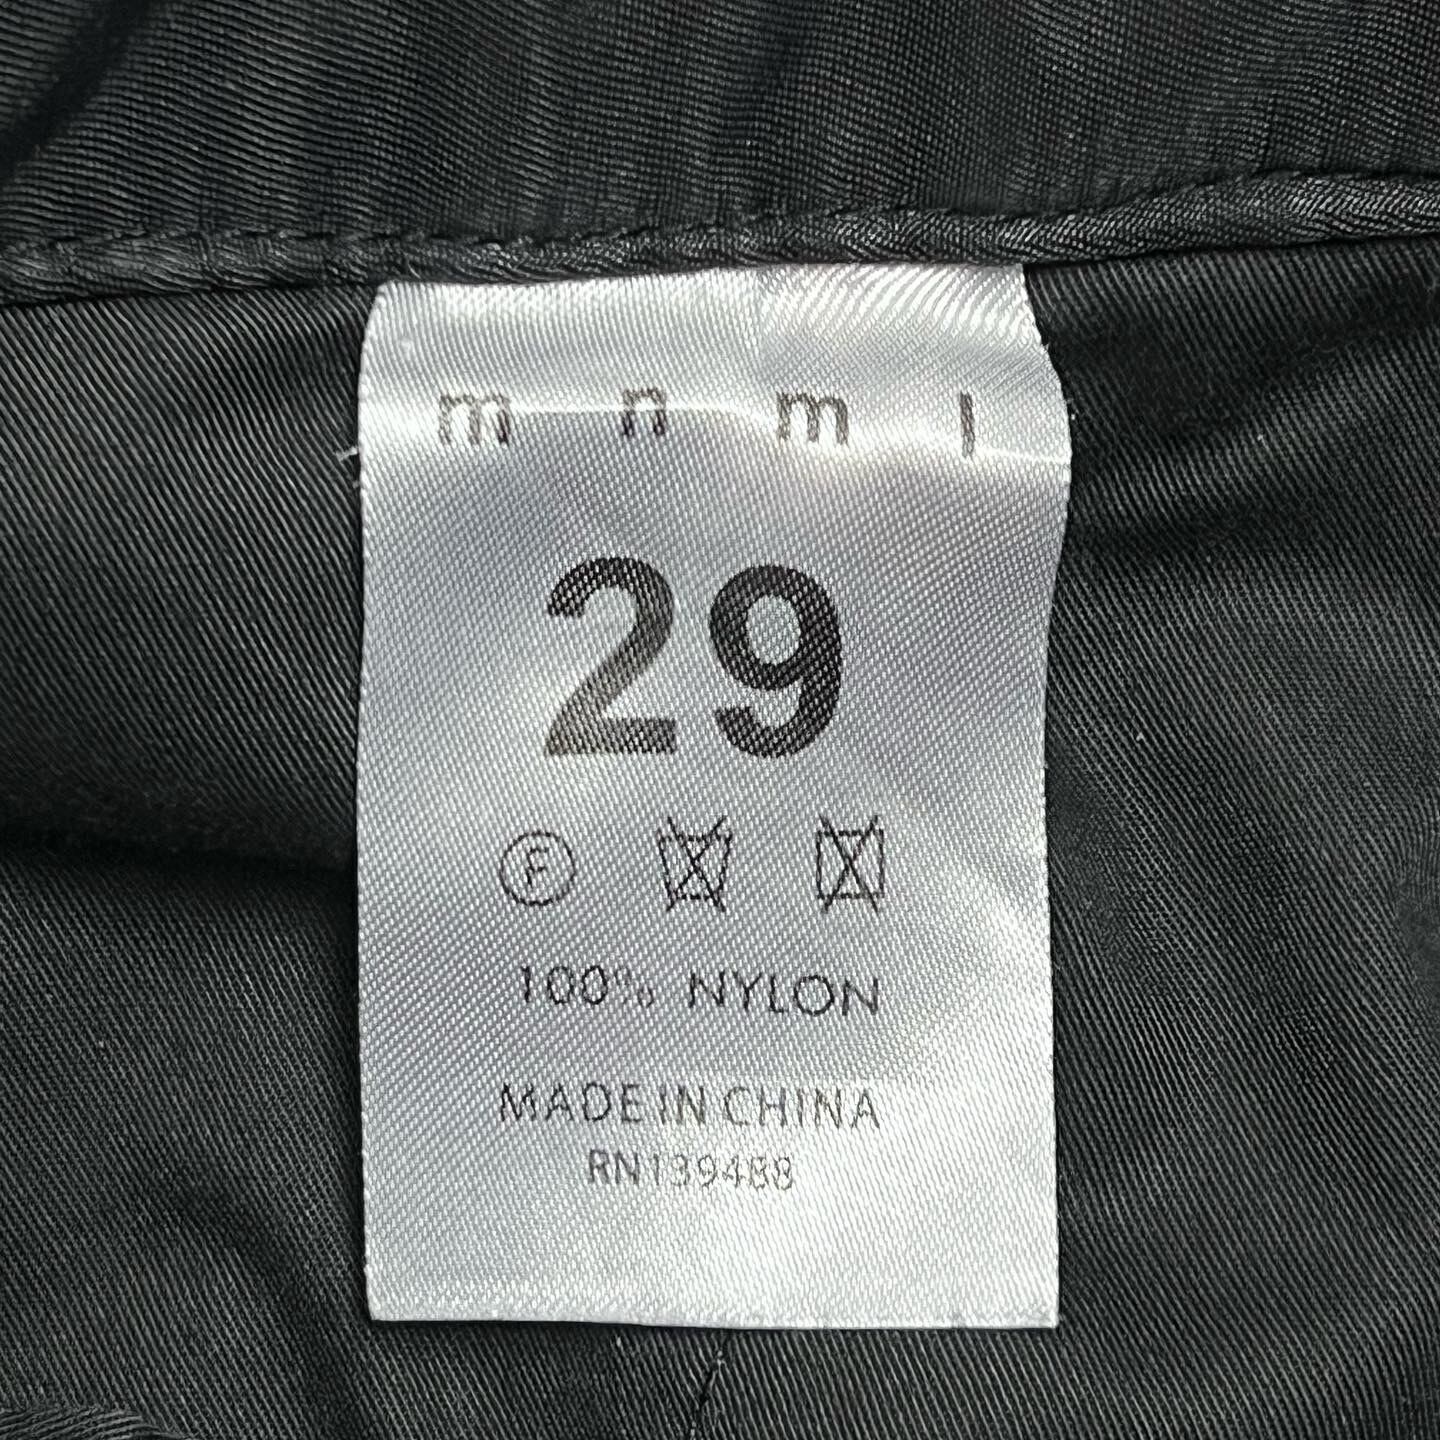 m n m l
29
F
100% NYLON
MADE IN CHINA
RN139488